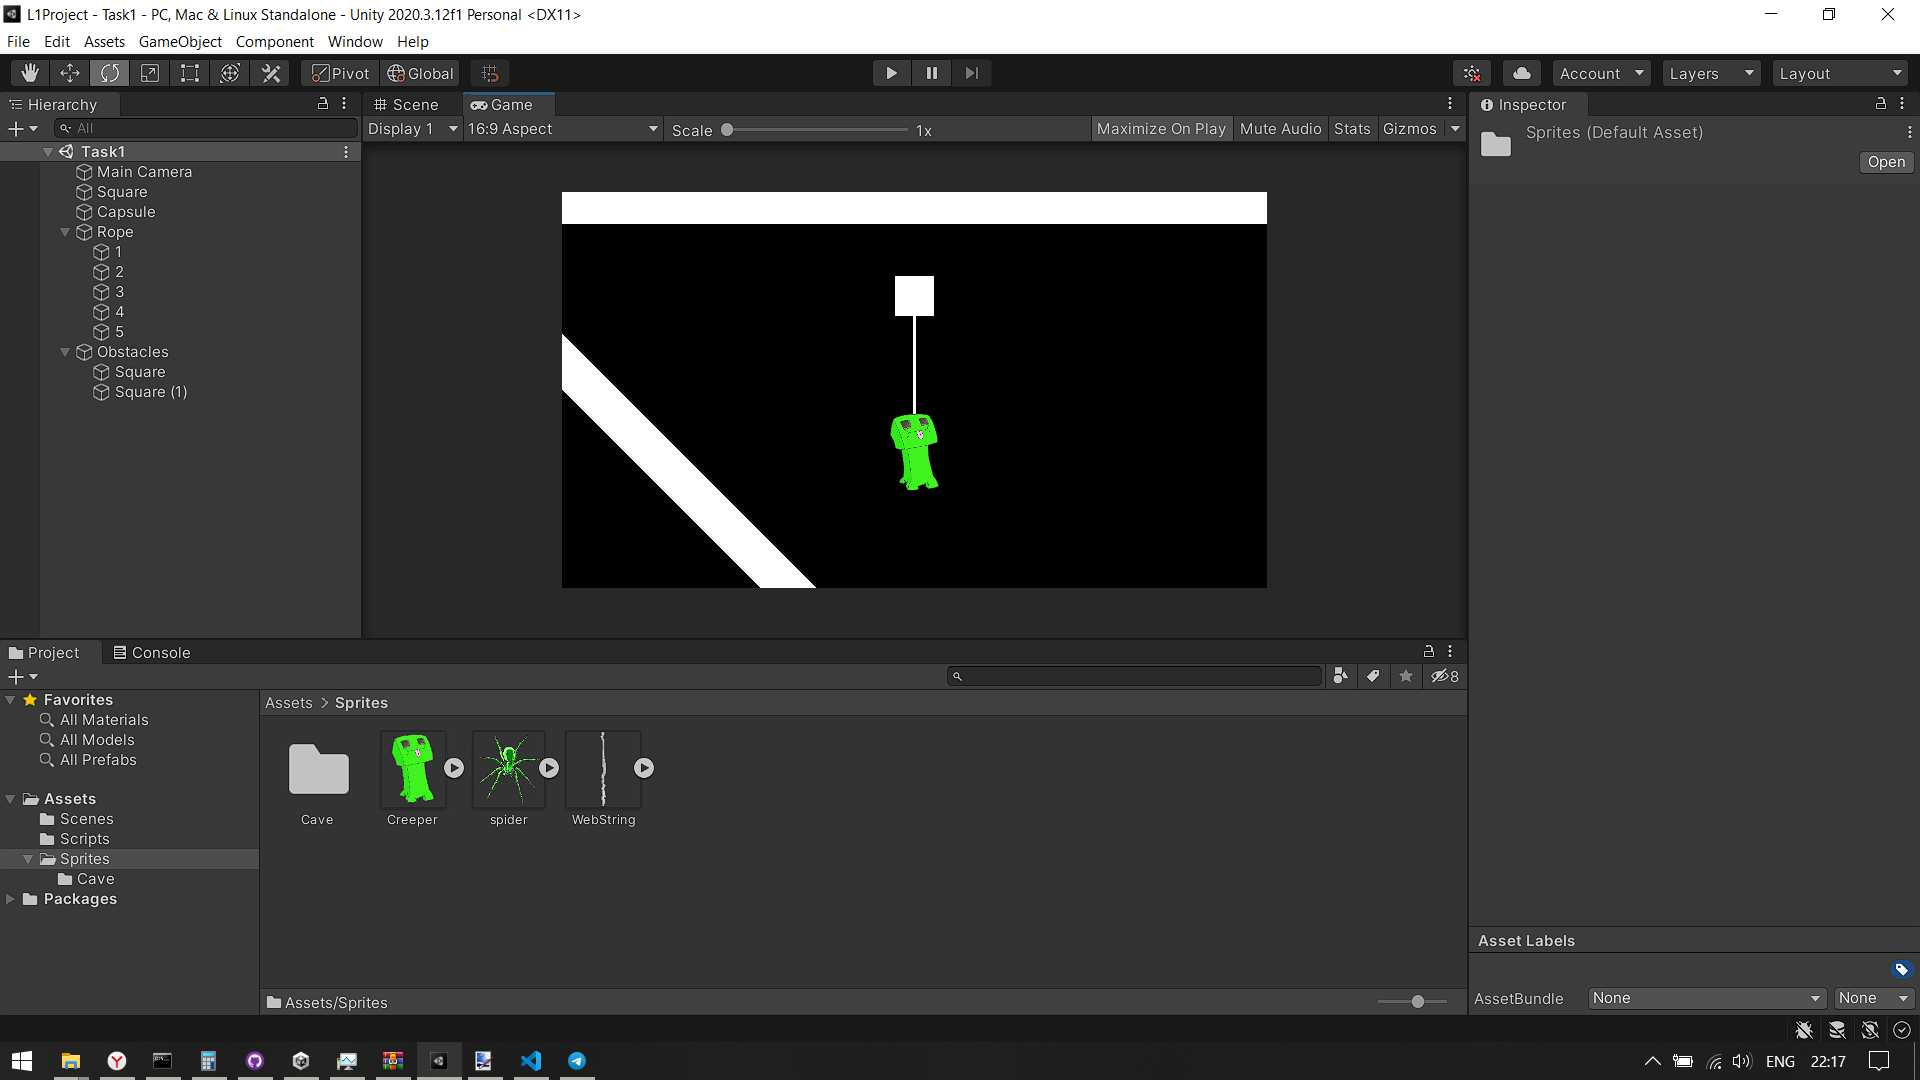 L1Project - Task1 - PC, Mac & Linux Standalone - Unity 2020.3.12f1 Personal <DX11>
File Edit Assets GameObject Component Window Help
Pivot Global Account Layers Layout
Hierarchy
All
Task1
Main Camera
Square
Capsule
Rope
1
2
3
4
5
Obstacles
Square
Square (1)
Scene Game
Display 1 16:9 Aspect Scale 1x Maximize On Play Mute Audio Stats Gizmos
Inspector
Sprites (Default Asset)
Open
Project Console
8
Favorites
All Materials
All Models
All Prefabs
Assets
Scenes
Scripts
Sprites
Cave
Packages
Assets > Sprites
Cave Creeper spider WebString
Assets/Sprites
Asset Labels
AssetBundle None None
ENG 22:17